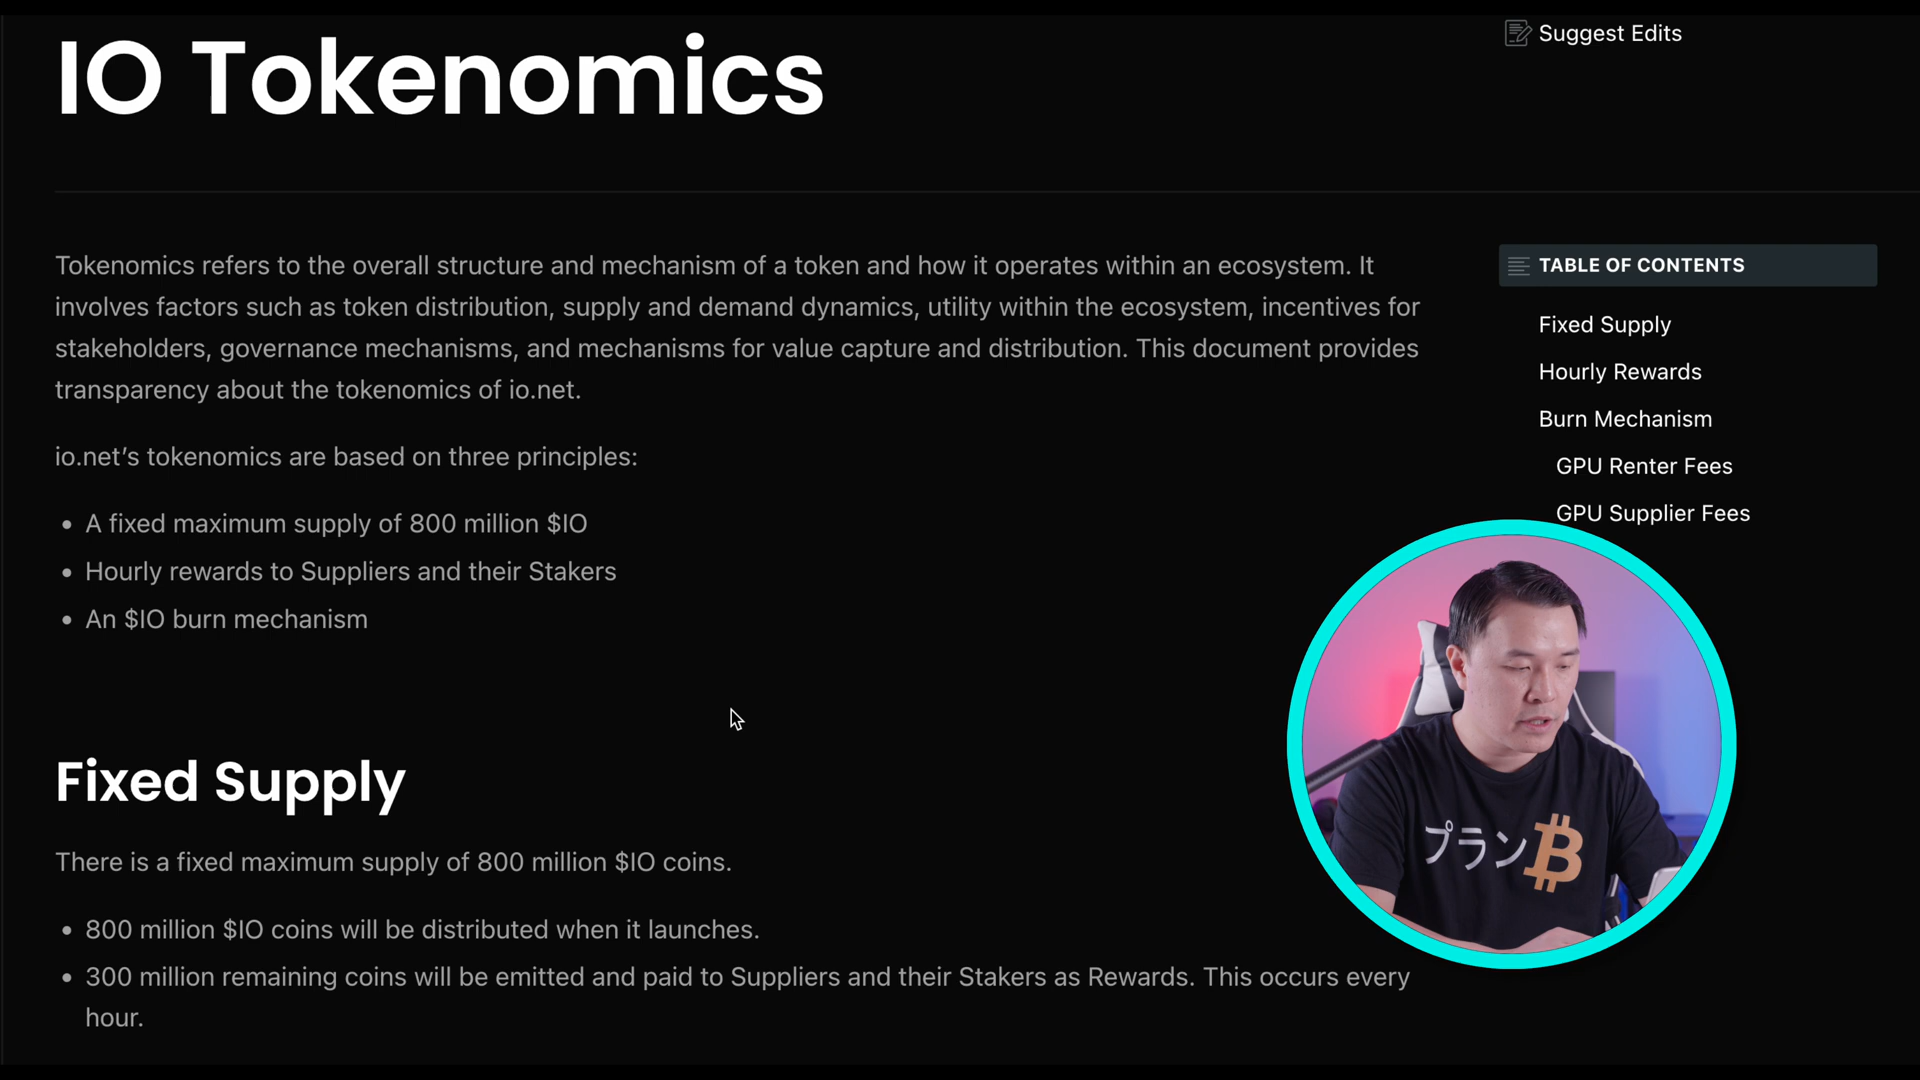 IO Tokenomics
Suggest Edits
Tokenomics refers to the overall structure and mechanism of a token and how it operates within an ecosystem. It
involves factors such as token distribution, supply and demand dynamics, utility within the ecosystem, incentives for
stakeholders, governance mechanisms, and mechanisms for value capture and distribution. This document provides
transparency about the tokenomics of io.net.
io.net’s tokenomics are based on three principles:
• A fixed maximum supply of 800 million $IO
• Hourly rewards to Suppliers and their Stakers
• An $IO burn mechanism
Fixed Supply
There is a fixed maximum supply of 800 million $IO coins.
• 800 million $IO coins will be distributed when it launches.
• 300 million remaining coins will be emitted and paid to Suppliers and their Stakers as Rewards. This occurs every
hour.
TABLE OF CONTENTS
Fixed Supply
Hourly Rewards
Burn Mechanism
GPU Renter Fees
GPU Supplier Fees
プラン₿